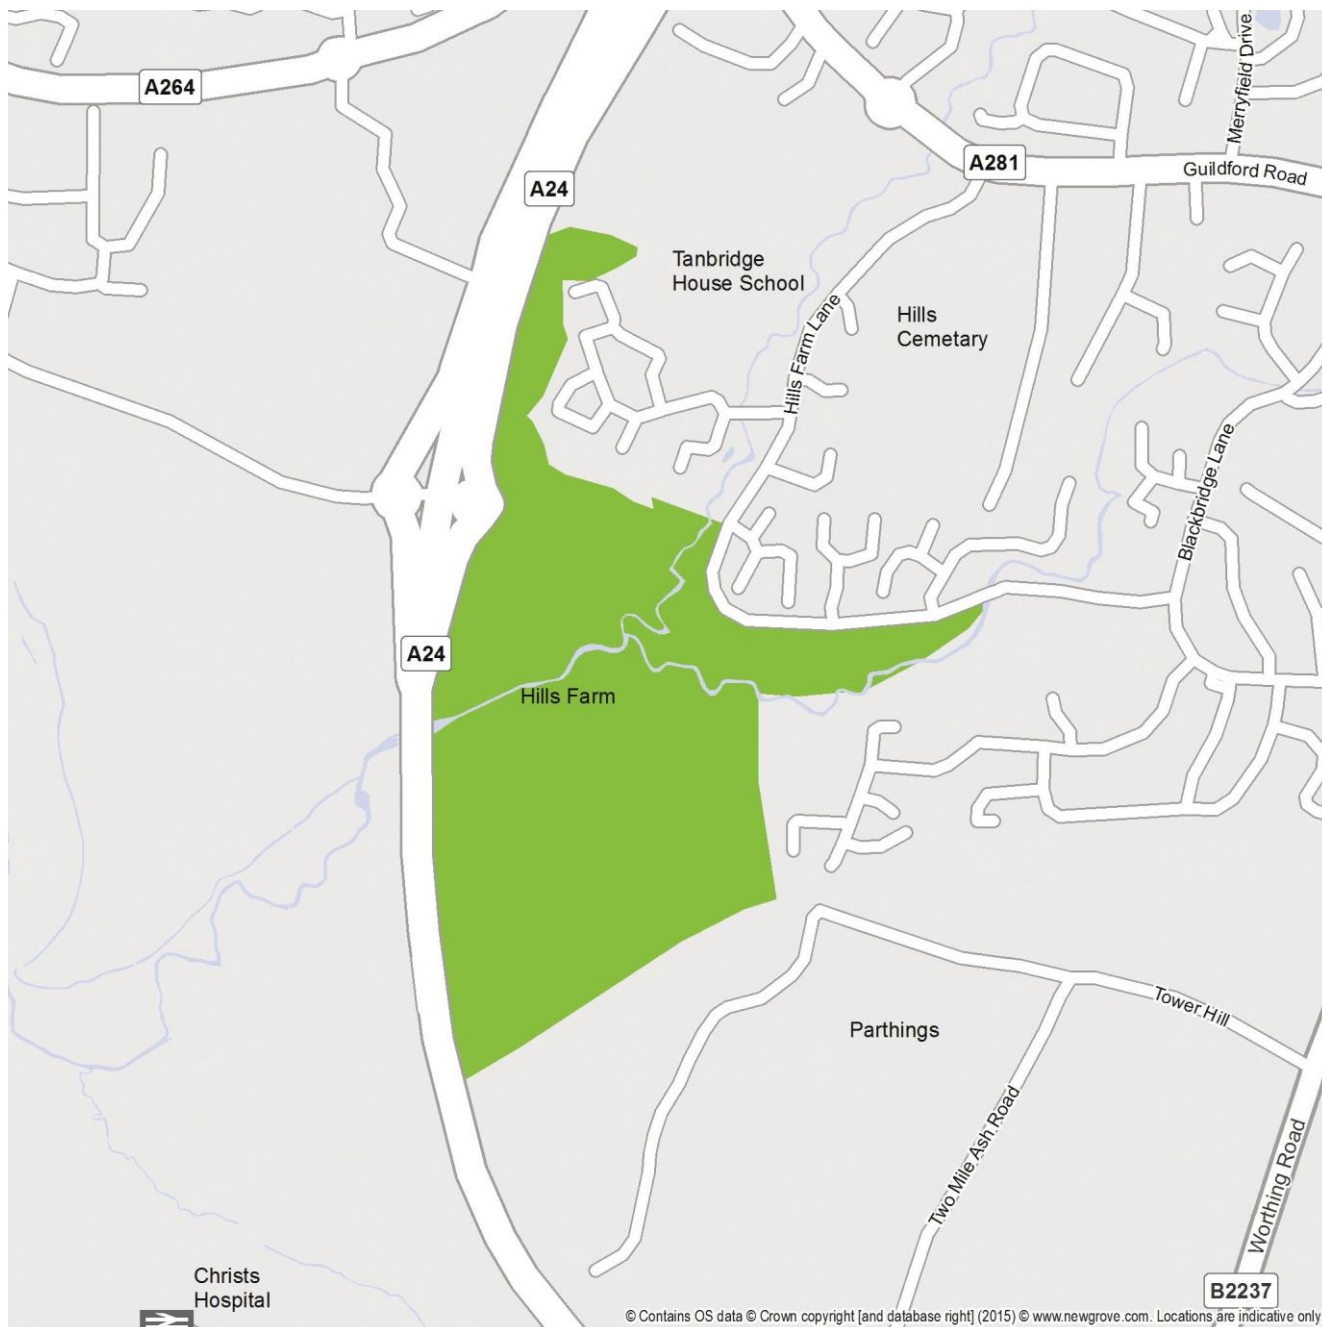 Merryfield Drive
A264
A281
Guildford Road
A24
Tanbridge
House School
Hills Farm Lane
Hills
Cemetary
Blackbridge Lane
A24
Hills Farm
Tower Hill
Parthings
Two Mile Ash Road
Worthing Road
Christs
Hospital
B2237
© Contains OS data © Crown copyright [and database right] (2015) © www.newgrove.com. Locations are indicative only